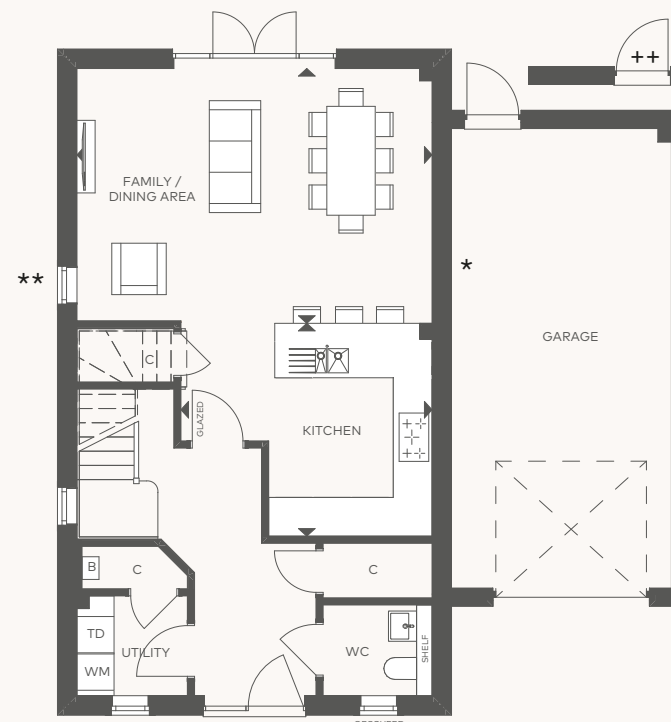 ++
FAMILY /
DINING AREA
*
**
GARAGE
C
GLAZED
KITCHEN
B
C
C
TD
UTILITY
WC
SHELF
WM